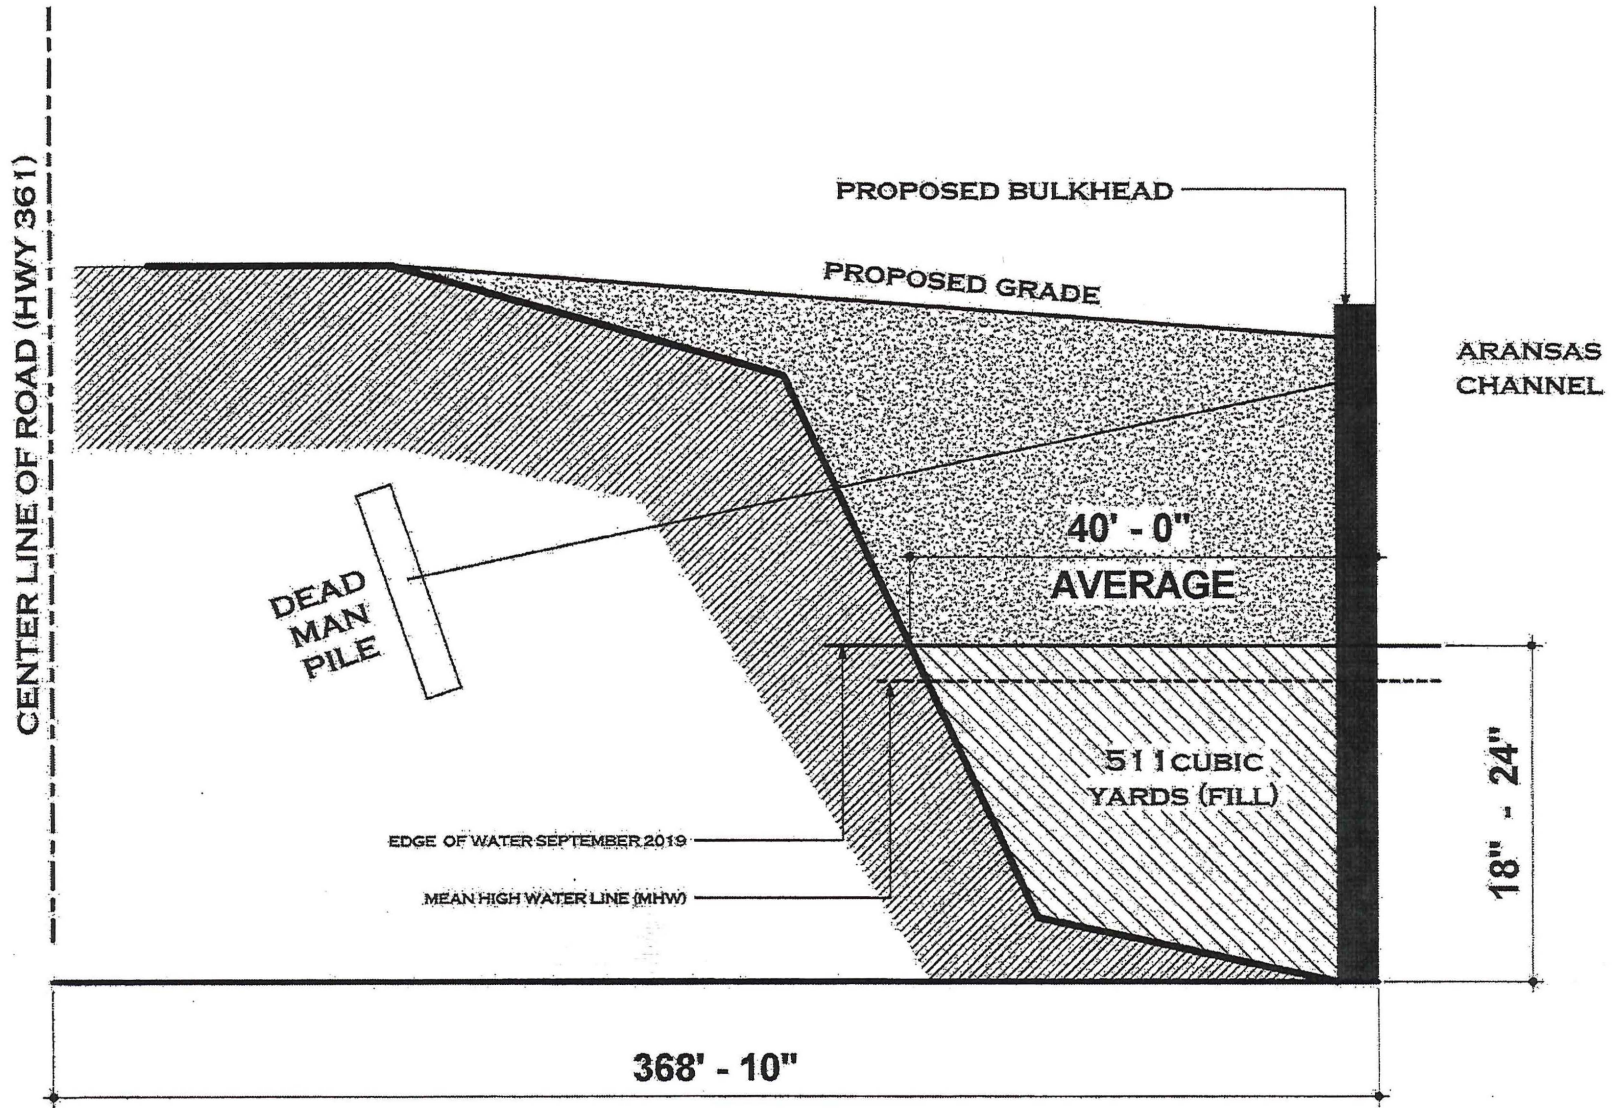 CENTER LINE OF ROAD (HWY 361)
PROPOSED BULKHEAD
PROPOSED GRADE
ARANSAS
CHANNEL
40' - 0"
AVERAGE
DEAD
MAN
PILE
511 CUBIC
YARDS (FILL)
18" - 24"
EDGE OF WATER SEPTEMBER 2019
MEAN HIGH WATER LINE (MHW)
368' - 10"